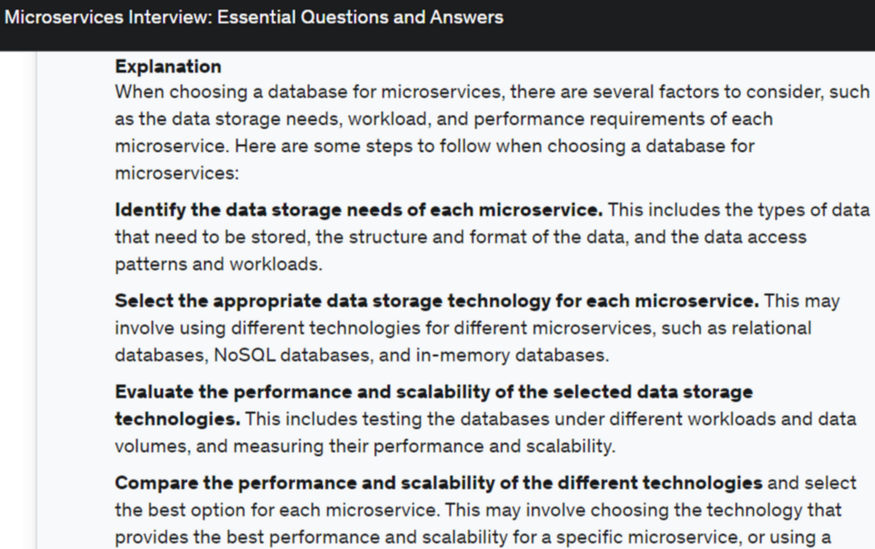 Microservices Interview: Essential Questions and Answers
Explanation
When choosing a database for microservices, there are several factors to consider, such
as the data storage needs, workload, and performance requirements of each
microservice. Here are some steps to follow when choosing a database for
microservices:
Identify the data storage needs of each microservice. This includes the types of data
that need to be stored, the structure and format of the data, and the data access
patterns and workloads.
Select the appropriate data storage technology for each microservice. This may
involve using different technologies for different microservices, such as relational
databases, NoSQL databases, and in-memory databases.
Evaluate the performance and scalability of the selected data storage
technologies. This includes testing the databases under different workloads and data
volumes, and measuring their performance and scalability.
Compare the performance and scalability of the different technologies and select
the best option for each microservice. This may involve choosing the technology that
provides the best performance and scalability for a specific microservice, or using a